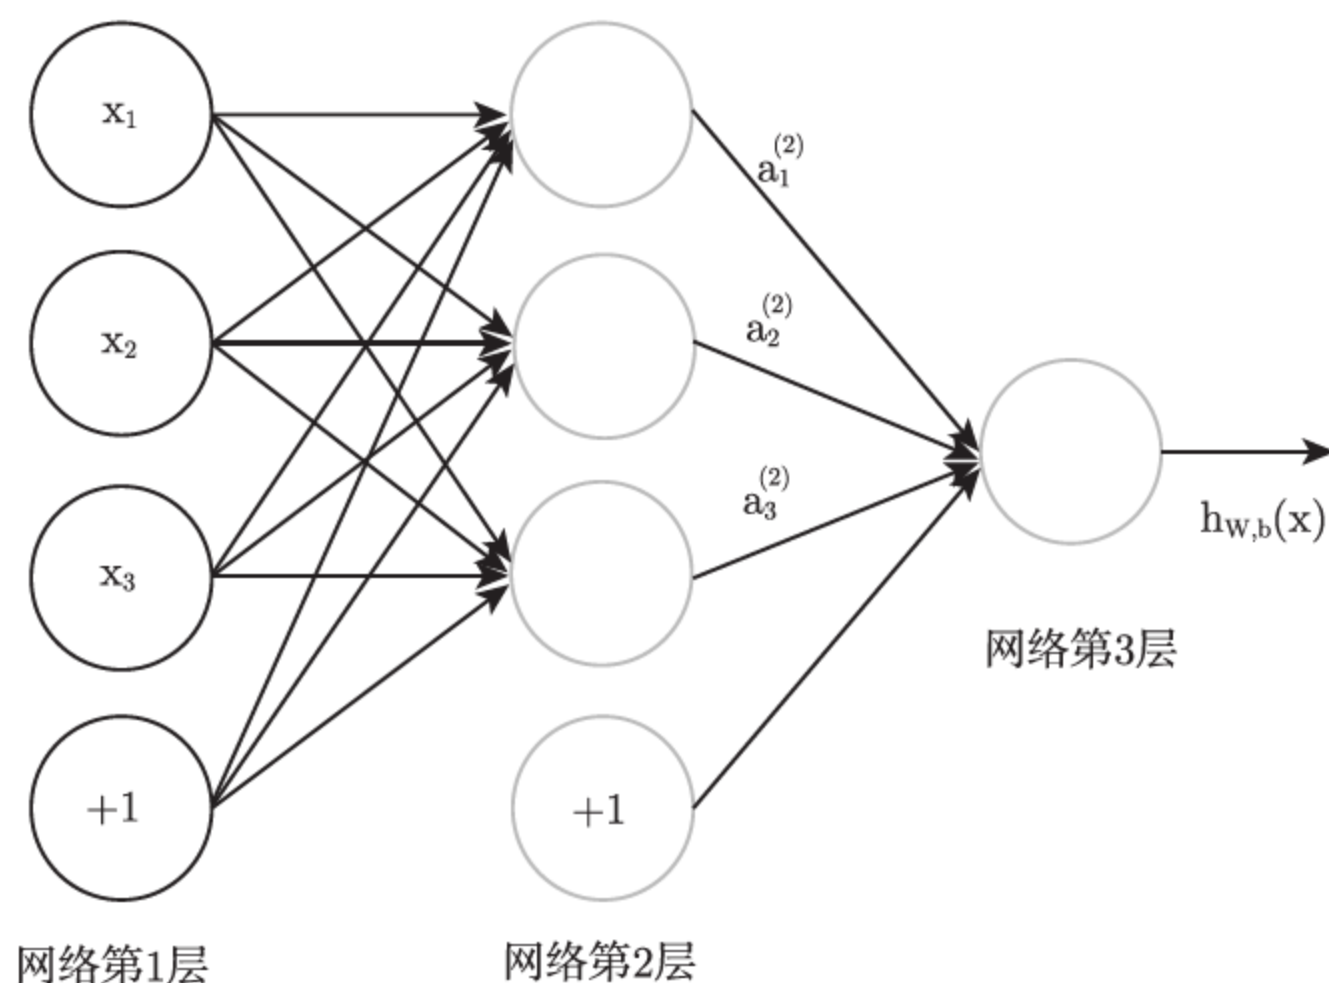 x₁
x₂
x₃
+1
网络第1层
a₁⁽²⁾
a₂⁽²⁾
a₃⁽²⁾
+1
网络第2层
h_{W,b}(x)
网络第3层